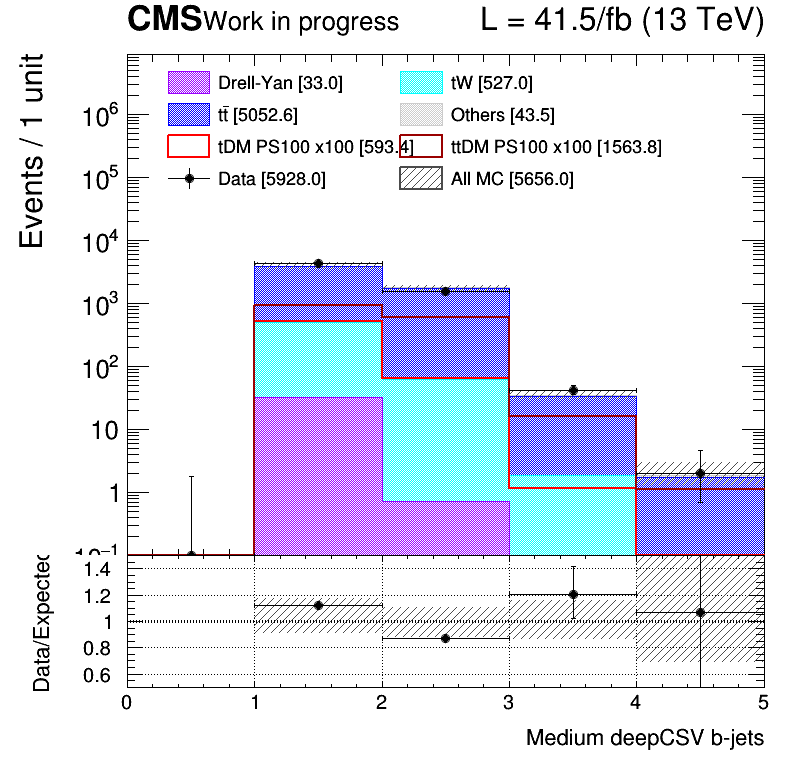 CMS Work in progress L = 41.5/fb (13 TeV)
Events / 1 unit
Drell-Yan [33.0] tW [527.0]
tt̄ [5052.6] Others [43.5]
tDM PS100 x100 [593.4] ttDM PS100 x100 [1563.8]
Data [5928.0] All MC [5656.0]
10⁶
10⁵
10⁴
10³
10²
10
1
10⁻¹
Data/Expected
1.4
1.2
1
0.8
0.6
0 1 2 3 4 5
Medium deepCSV b-jets